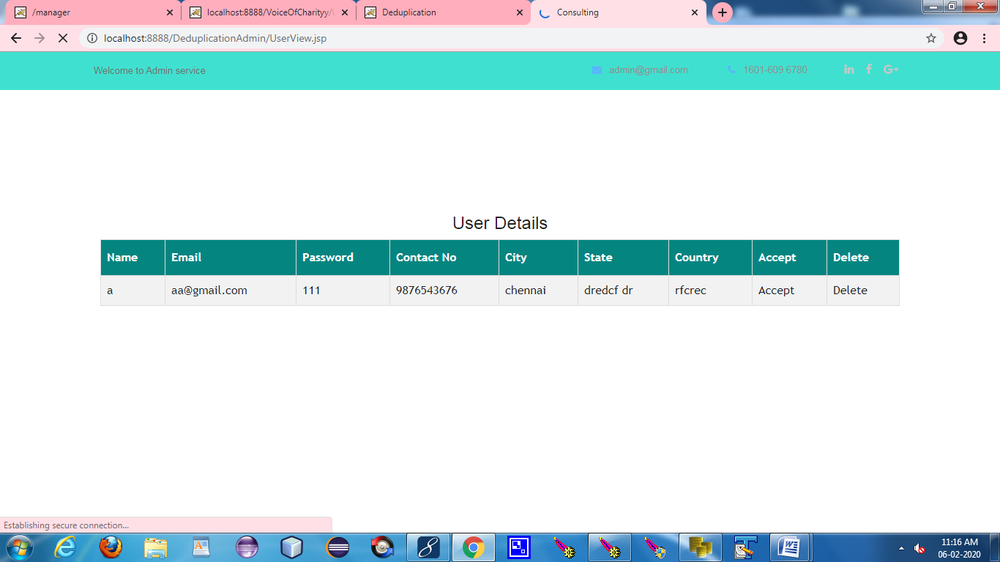 /manager
localhost:8888/VoiceOfCharityy/
Deduplication
Consulting
localhost:8888/DeduplicationAdmin/UserView.jsp
Welcome to Admin service
admin@gmail.com
1601-609 6780
User Details
Name Email Password Contact No City State Country Accept Delete
a aa@gmail.com 111 9876543676 chennai dredcf dr rfcrec Accept Delete
Establishing secure connection...
11:16 AM
06-02-2020